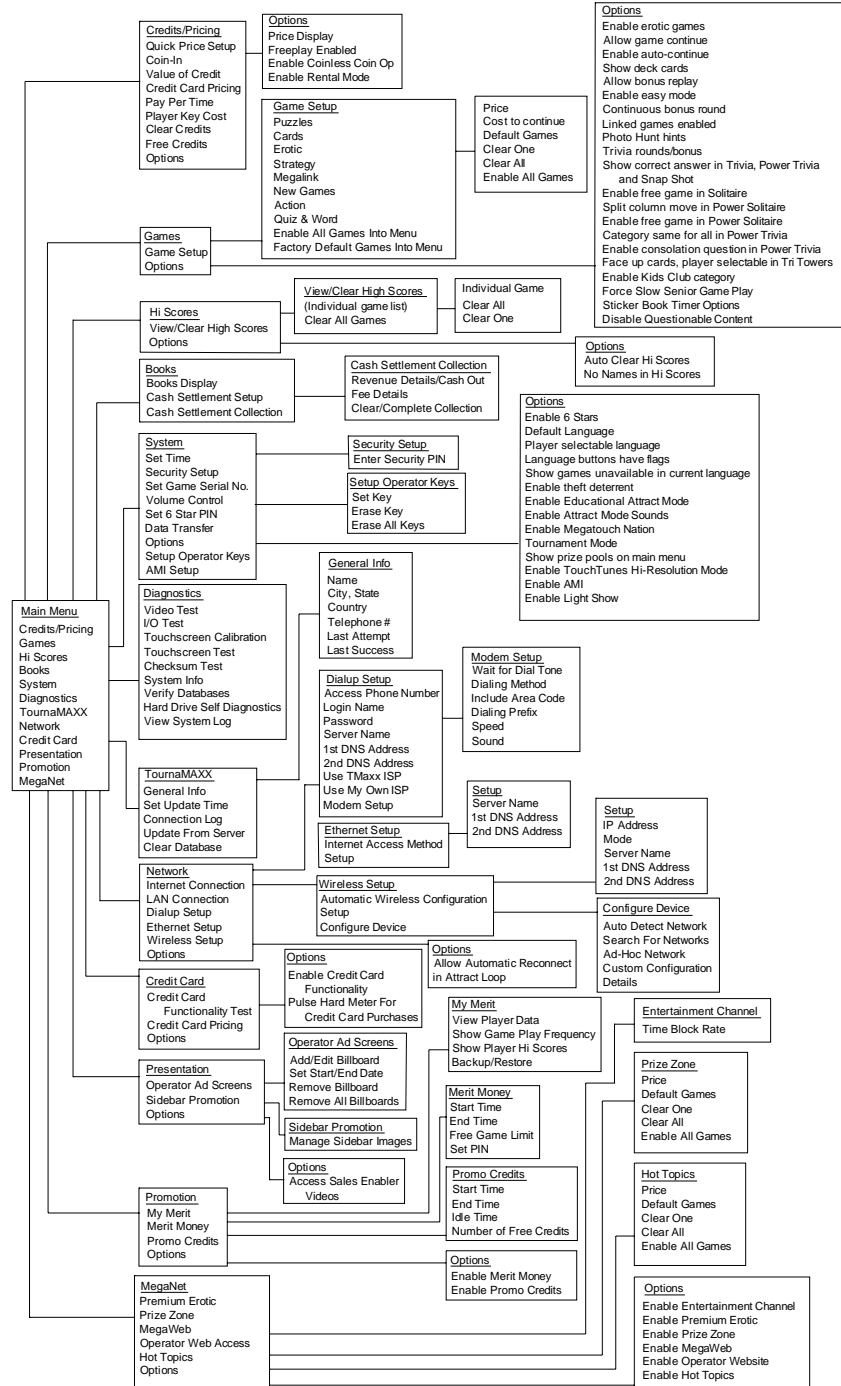 Credits/Pricing
Quick Price Setup
Coin-In
Value of Credit
Credit Card Pricing
Pay Per Time
Player Key Cost
Clear Credits
Free Credits
Options
Options
Price Display
Freeplay Enabled
Enable Coinless Coin Op
Enable Rental Mode
Game Setup
Puzzles
Cards
Erotic
Strategy
Megalink
New Games
Action
Quiz & Word
Enable All Games Into Menu
Factory Default Games Into Menu
Price
Cost to continue
Default Games
Clear One
Clear All
Enable All Games
Options
Enable erotic games
Allow game continue
Enable auto-continue
Show deck cards
Allow bonus replay
Enable easy mode
Continuous bonus round
Linked games enabled
Photo Hunt hints
Trivia rounds/bonus
Show correct answer in Trivia, Power Trivia
and Snap Shot
Enable free game in Solitaire
Split column move in Power Solitaire
Enable free game in Power Solitaire
Category same for all in Power Trivia
Enable consolation question in Power Trivia
Face up cards, player selectable in Tri Towers
Enable Kids Club category
Force Slow Senior Game Play
Sticker Book Timer Options
Disable Questionable Content
Games
Game Setup
Options
Hi Scores
View/Clear High Scores
Options
View/Clear High Scores
(Individual game list)
Clear All Games
Individual Game
Clear All
Clear One
Options
Auto Clear Hi Scores
No Names in Hi Scores
Books
Books Display
Cash Settlement Setup
Cash Settlement Collection
Cash Settlement Collection
Revenue Details/Cash Out
Fee Details
Clear/Complete Collection
System
Set Time
Security Setup
Set Game Serial No.
Volume Control
Set 6 Star PIN
Data Transfer
Options
Setup Operator Keys
AMI Setup
Security Setup
Enter Security PIN
Setup Operator Keys
Set Key
Erase Key
Erase All Keys
Options
Enable 6 Stars
Default Language
Player selectable language
Language buttons have flags
Show games unavailable in current language
Enable theft deterrent
Enable Educational Attract Mode
Enable Attract Mode Sounds
Enable Megatouch Nation
Tournament Mode
Show prize pools on main menu
Enable TouchTunes Hi-Resolution Mode
Enable AMI
Enable Light Show
Main Menu
Credits/Pricing
Games
Hi Scores
Books
System
Diagnostics
TournaMAXX
Network
Credit Card
Presentation
Promotion
MegaNet
Diagnostics
Video Test
I/O Test
Touchscreen Calibration
Touchscreen Test
Checksum Test
System Info
Verify Databases
Hard Drive Self Diagnostics
View System Log
General Info
Name
City, State
Country
Telephone #
Last Attempt
Last Success
Dialup Setup
Access Phone Number
Login Name
Password
Server Name
1st DNS Address
2nd DNS Address
Use TMaxx ISP
Use My Own ISP
Modem Setup
Modem Setup
Wait for Dial Tone
Dialing Method
Include Area Code
Dialing Prefix
Speed
Sound
TournaMAXX
General Info
Set Update Time
Connection Log
Update From Server
Clear Database
Ethernet Setup
Internet Access Method
Setup
Setup
Server Name
1st DNS Address
2nd DNS Address
Setup
IP Address
Mode
Server Name
1st DNS Address
2nd DNS Address
Network
Internet Connection
LAN Connection
Dialup Setup
Ethernet Setup
Wireless Setup
Options
Wireless Setup
Automatic Wireless Configuration
Setup
Configure Device
Configure Device
Auto Detect Network
Search For Networks
Ad-Hoc Network
Custom Configuration
Details
Options
Allow Automatic Reconnect
in Attract Loop
Credit Card
Credit Card
Functionality Test
Credit Card Pricing
Options
Options
Enable Credit Card
Functionality
Pulse Hard Meter For
Credit Card Purchases
My Merit
View Player Data
Show Game Play Frequency
Show Player Hi Scores
Backup/Restore
Entertainment Channel
Time Block Rate
Presentation
Operator Ad Screens
Sidebar Promotion
Options
Operator Ad Screens
Add/Edit Billboard
Set Start/End Date
Remove Billboard
Remove All Billboards
Sidebar Promotion
Manage Sidebar Images
Options
Access Sales Enabler
Videos
Merit Money
Start Time
End Time
Free Game Limit
Set PIN
Prize Zone
Price
Default Games
Clear One
Clear All
Enable All Games
Promotion
My Merit
Merit Money
Promo Credits
Options
Promo Credits
Start Time
End Time
Idle Time
Number of Free Credits
Hot Topics
Price
Default Games
Clear One
Clear All
Enable All Games
Options
Enable Merit Money
Enable Promo Credits
MegaNet
Premium Erotic
Prize Zone
MegaWeb
Operator Web Access
Hot Topics
Options
Options
Enable Entertainment Channel
Enable Premium Erotic
Enable Prize Zone
Enable MegaWeb
Enable Operator Website
Enable Hot Topics